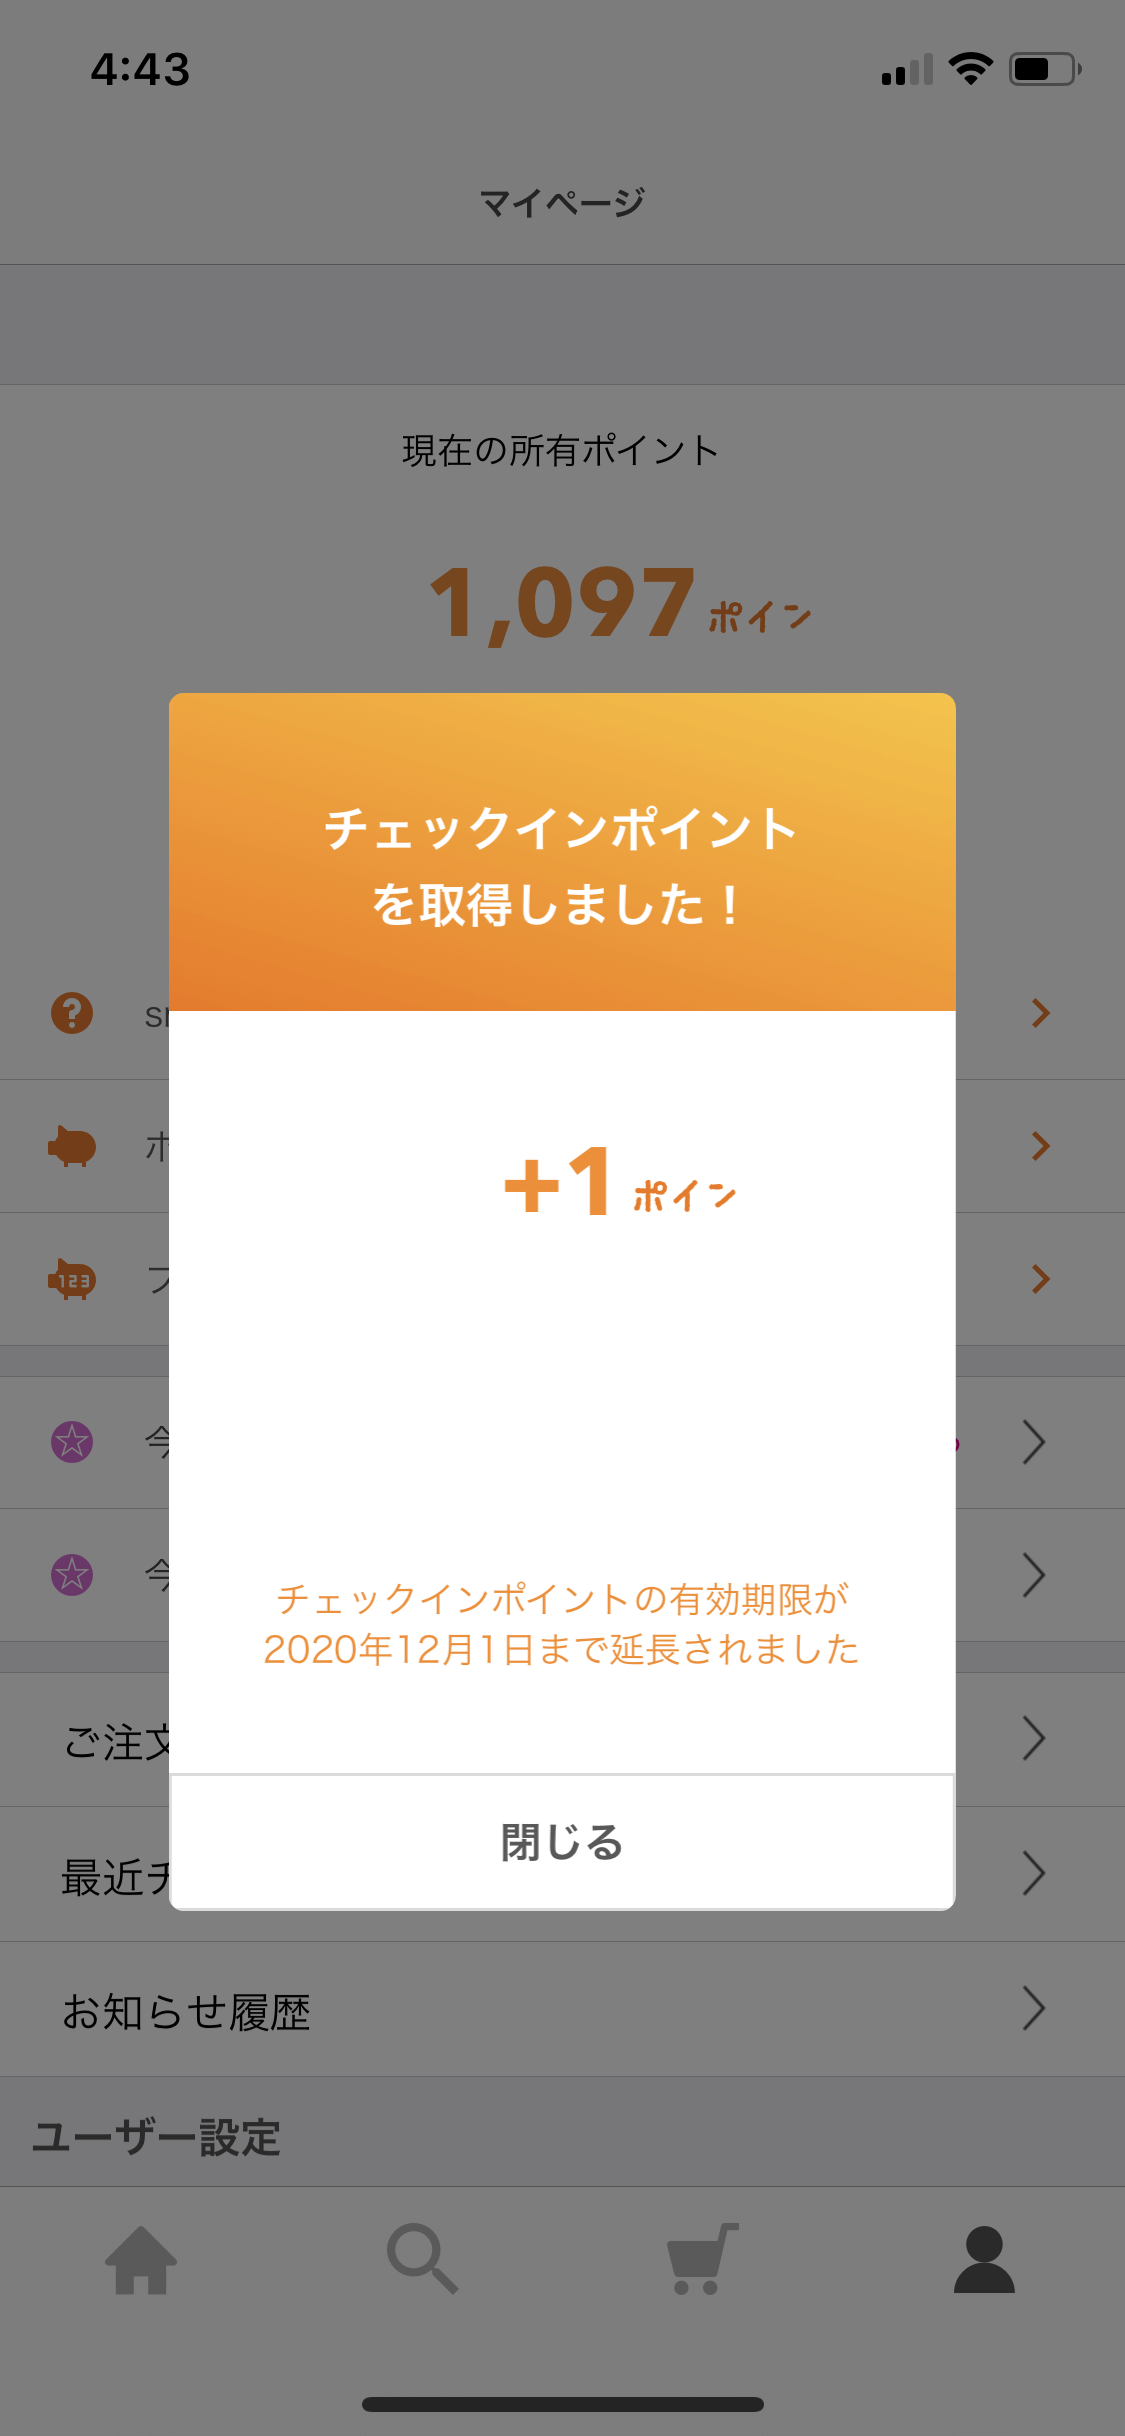 4:43
マイページ
現在の所有ポイント
1,097 ポイン
チェックインポイント
を取得しました！
+1 ポイン
123
今
今
チェックインポイントの有効期限が
2020年12月1日まで延長されました
ご注文
閉じる
最近チ
お知らせ履歴
ユーザー設定